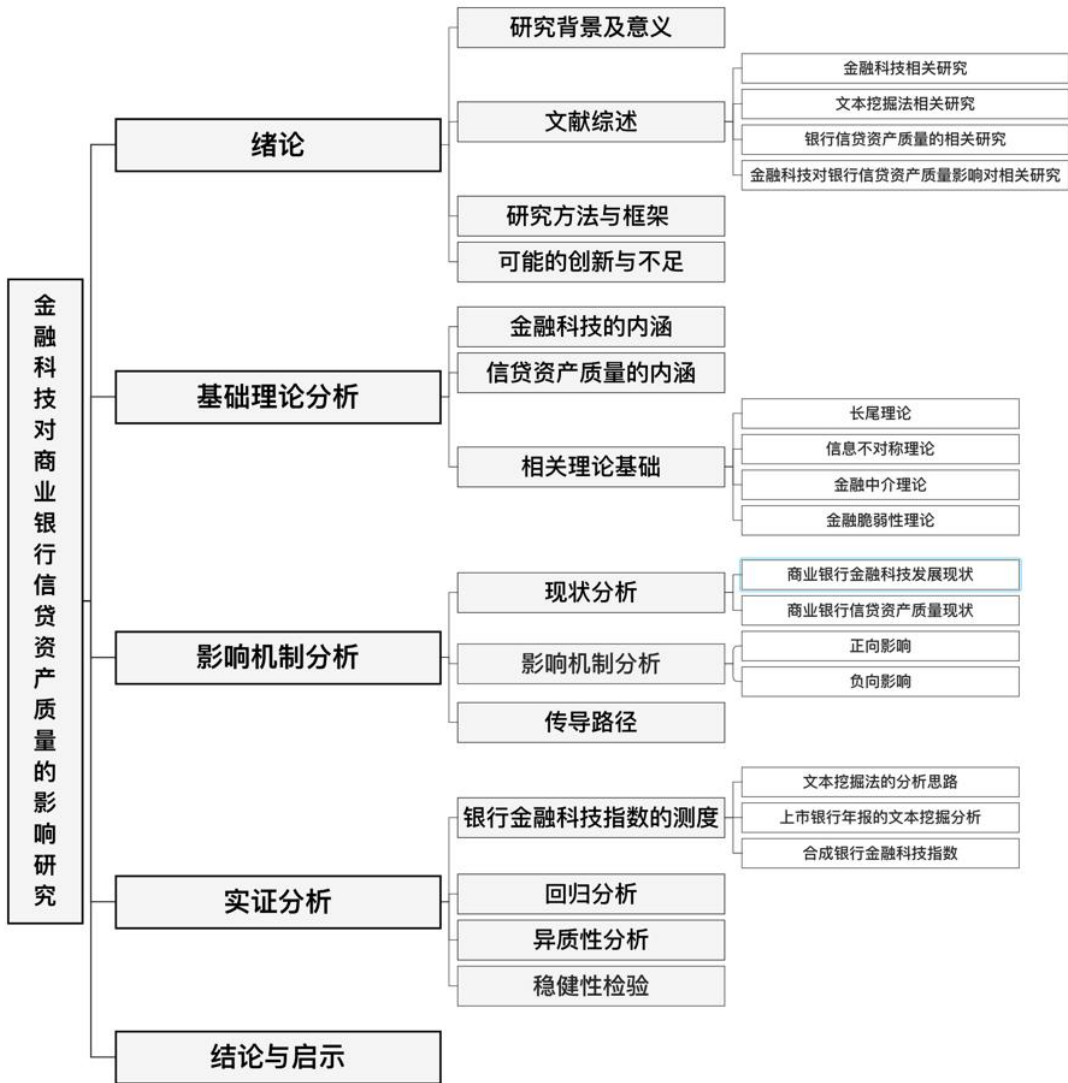 金融科技对商业银行信贷资产质量的影响研究
绪论
研究背景及意义
文献综述
金融科技相关研究
文本挖掘法相关研究
银行信贷资产质量的相关研究
金融科技对银行信贷资产质量影响对相关研究
研究方法与框架
可能的创新与不足
基础理论分析
金融科技的内涵
信贷资产质量的内涵
相关理论基础
长尾理论
信息不对称理论
金融中介理论
金融脆弱性理论
影响机制分析
现状分析
商业银行金融科技发展现状
商业银行信贷资产质量现状
影响机制分析
正向影响
负向影响
传导路径
实证分析
银行金融科技指数的测度
文本挖掘法的分析思路
上市银行年报的文本挖掘分析
合成银行金融科技指数
回归分析
异质性分析
稳健性检验
结论与启示